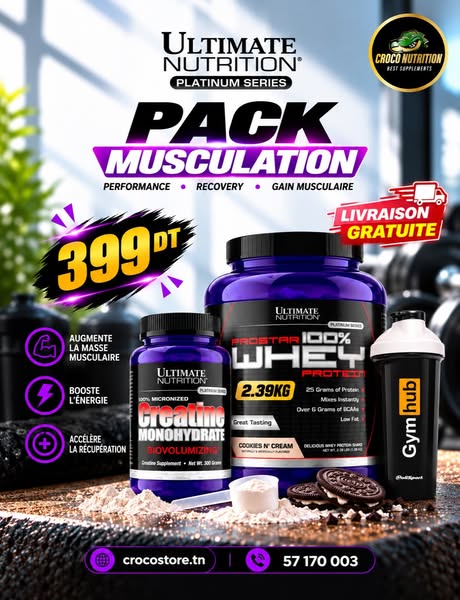 ULTIMATE
NUTRITION®
PLATINUM SERIES
CROCO NUTRITION
BEST SUPPLEMENTS
PACK
MUSCULATION
PERFORMANCE • RECOVERY • GAIN MUSCULAIRE
LIVRAISON
GRATUITE
399 DT
AUGMENTE
LA MASSE
MUSCULAIRE
BOOSTE
L'ÉNERGIE
ACCÉLÈRE
LA RÉCUPÉRATION
ULTIMATE
NUTRITION
PLATINUM SERIES
100% MICRONIZED
Creatine
MONOHYDRATE
BIOVOLUMIZING
Creatine Supplement • Net Wt. 300 Grams
ULTIMATE
NUTRITION
PLATINUM SERIES
PROSTAR 100%
WHEY
PROTEIN
2.39KG
25 Grams of Protein
Mixes Instantly
Over 6 Grams of BCAAs
Low Fat
Great Tasting
COOKIES N' CREAM
DELICIOUS WHEY PROTEIN SHAKE
Gym hub
PoliSport
crocostore.tn
57 170 003